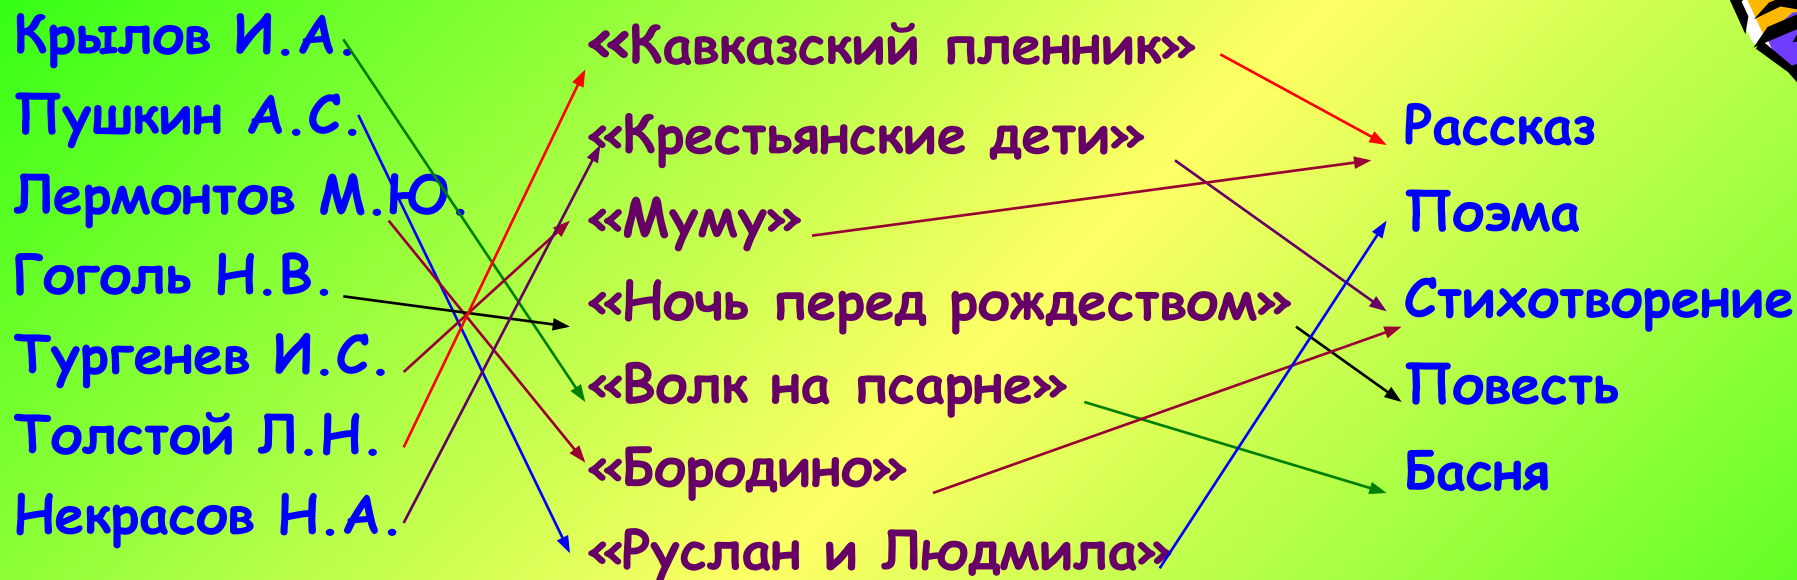 Крылов И.А.
Пушкин А.С.
Лермонтов М.Ю.
Гоголь Н.В.
Тургенев И.С.
Толстой Л.Н.
Некрасов Н.А.
«Кавказский пленник»
«Крестьянские дети»
«Муму»
«Ночь перед рождеством»
«Волк на псарне»
«Бородино»
«Руслан и Людмила»
Рассказ
Поэма
Стихотворение
Повесть
Басня